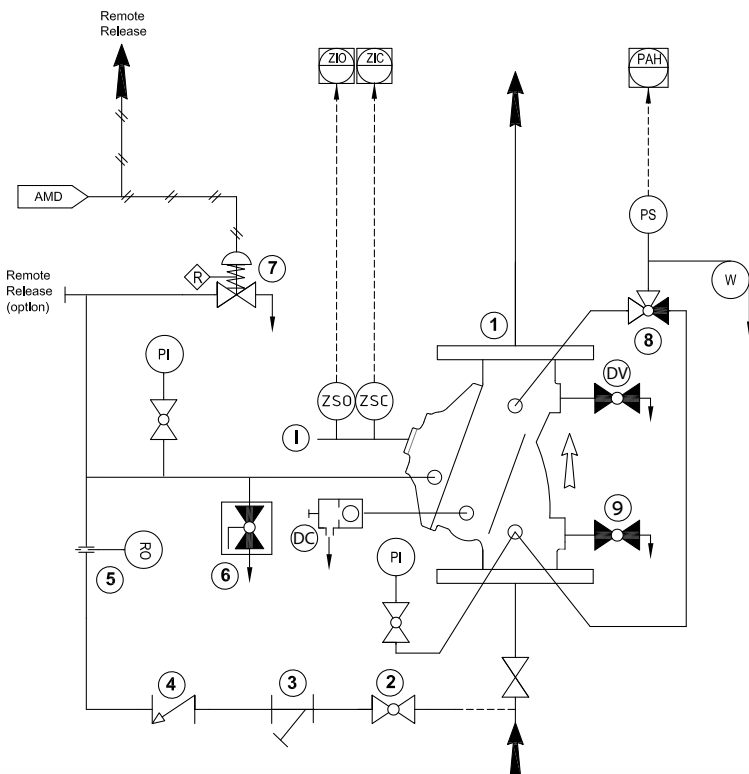 Remote
Release
ZIO
ZIC
PAH
AMD
PS
R
7
W
Remote
Release
(option)
1
8
PI
DV
ZSO
ZSC
I
9
DC
RO
5
6
PI
4
3
2